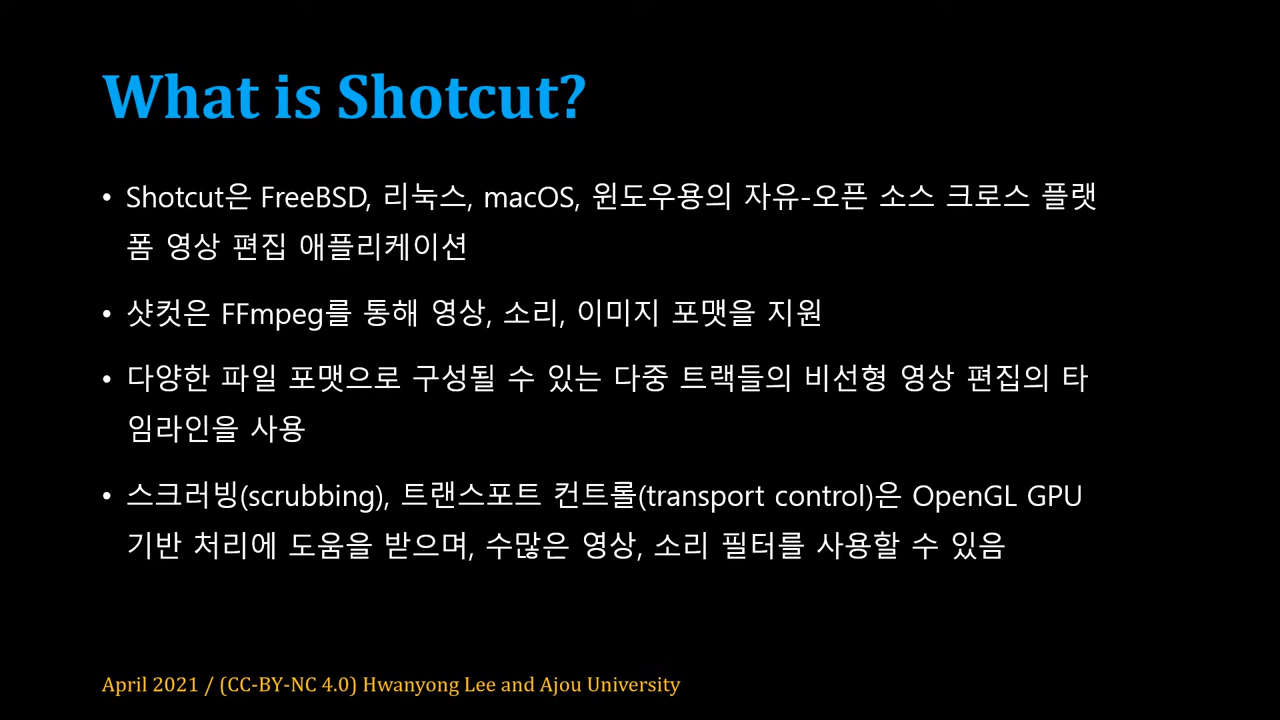 What is Shotcut?
• Shotcut은 FreeBSD, 리눅스, macOS, 윈도우용의 자유-오픈 소스 크로스 플랫
폼 영상 편집 애플리케이션
• 샷컷은 FFmpeg를 통해 영상, 소리, 이미지 포맷을 지원
• 다양한 파일 포맷으로 구성될 수 있는 다중 트랙들의 비선형 영상 편집의 타
임라인을 사용
• 스크러빙(scrubbing), 트랜스포트 컨트롤(transport control)은 OpenGL GPU
기반 처리에 도움을 받으며, 수많은 영상, 소리 필터를 사용할 수 있음
April 2021 / (CC-BY-NC 4.0) Hwanyong Lee and Ajou University